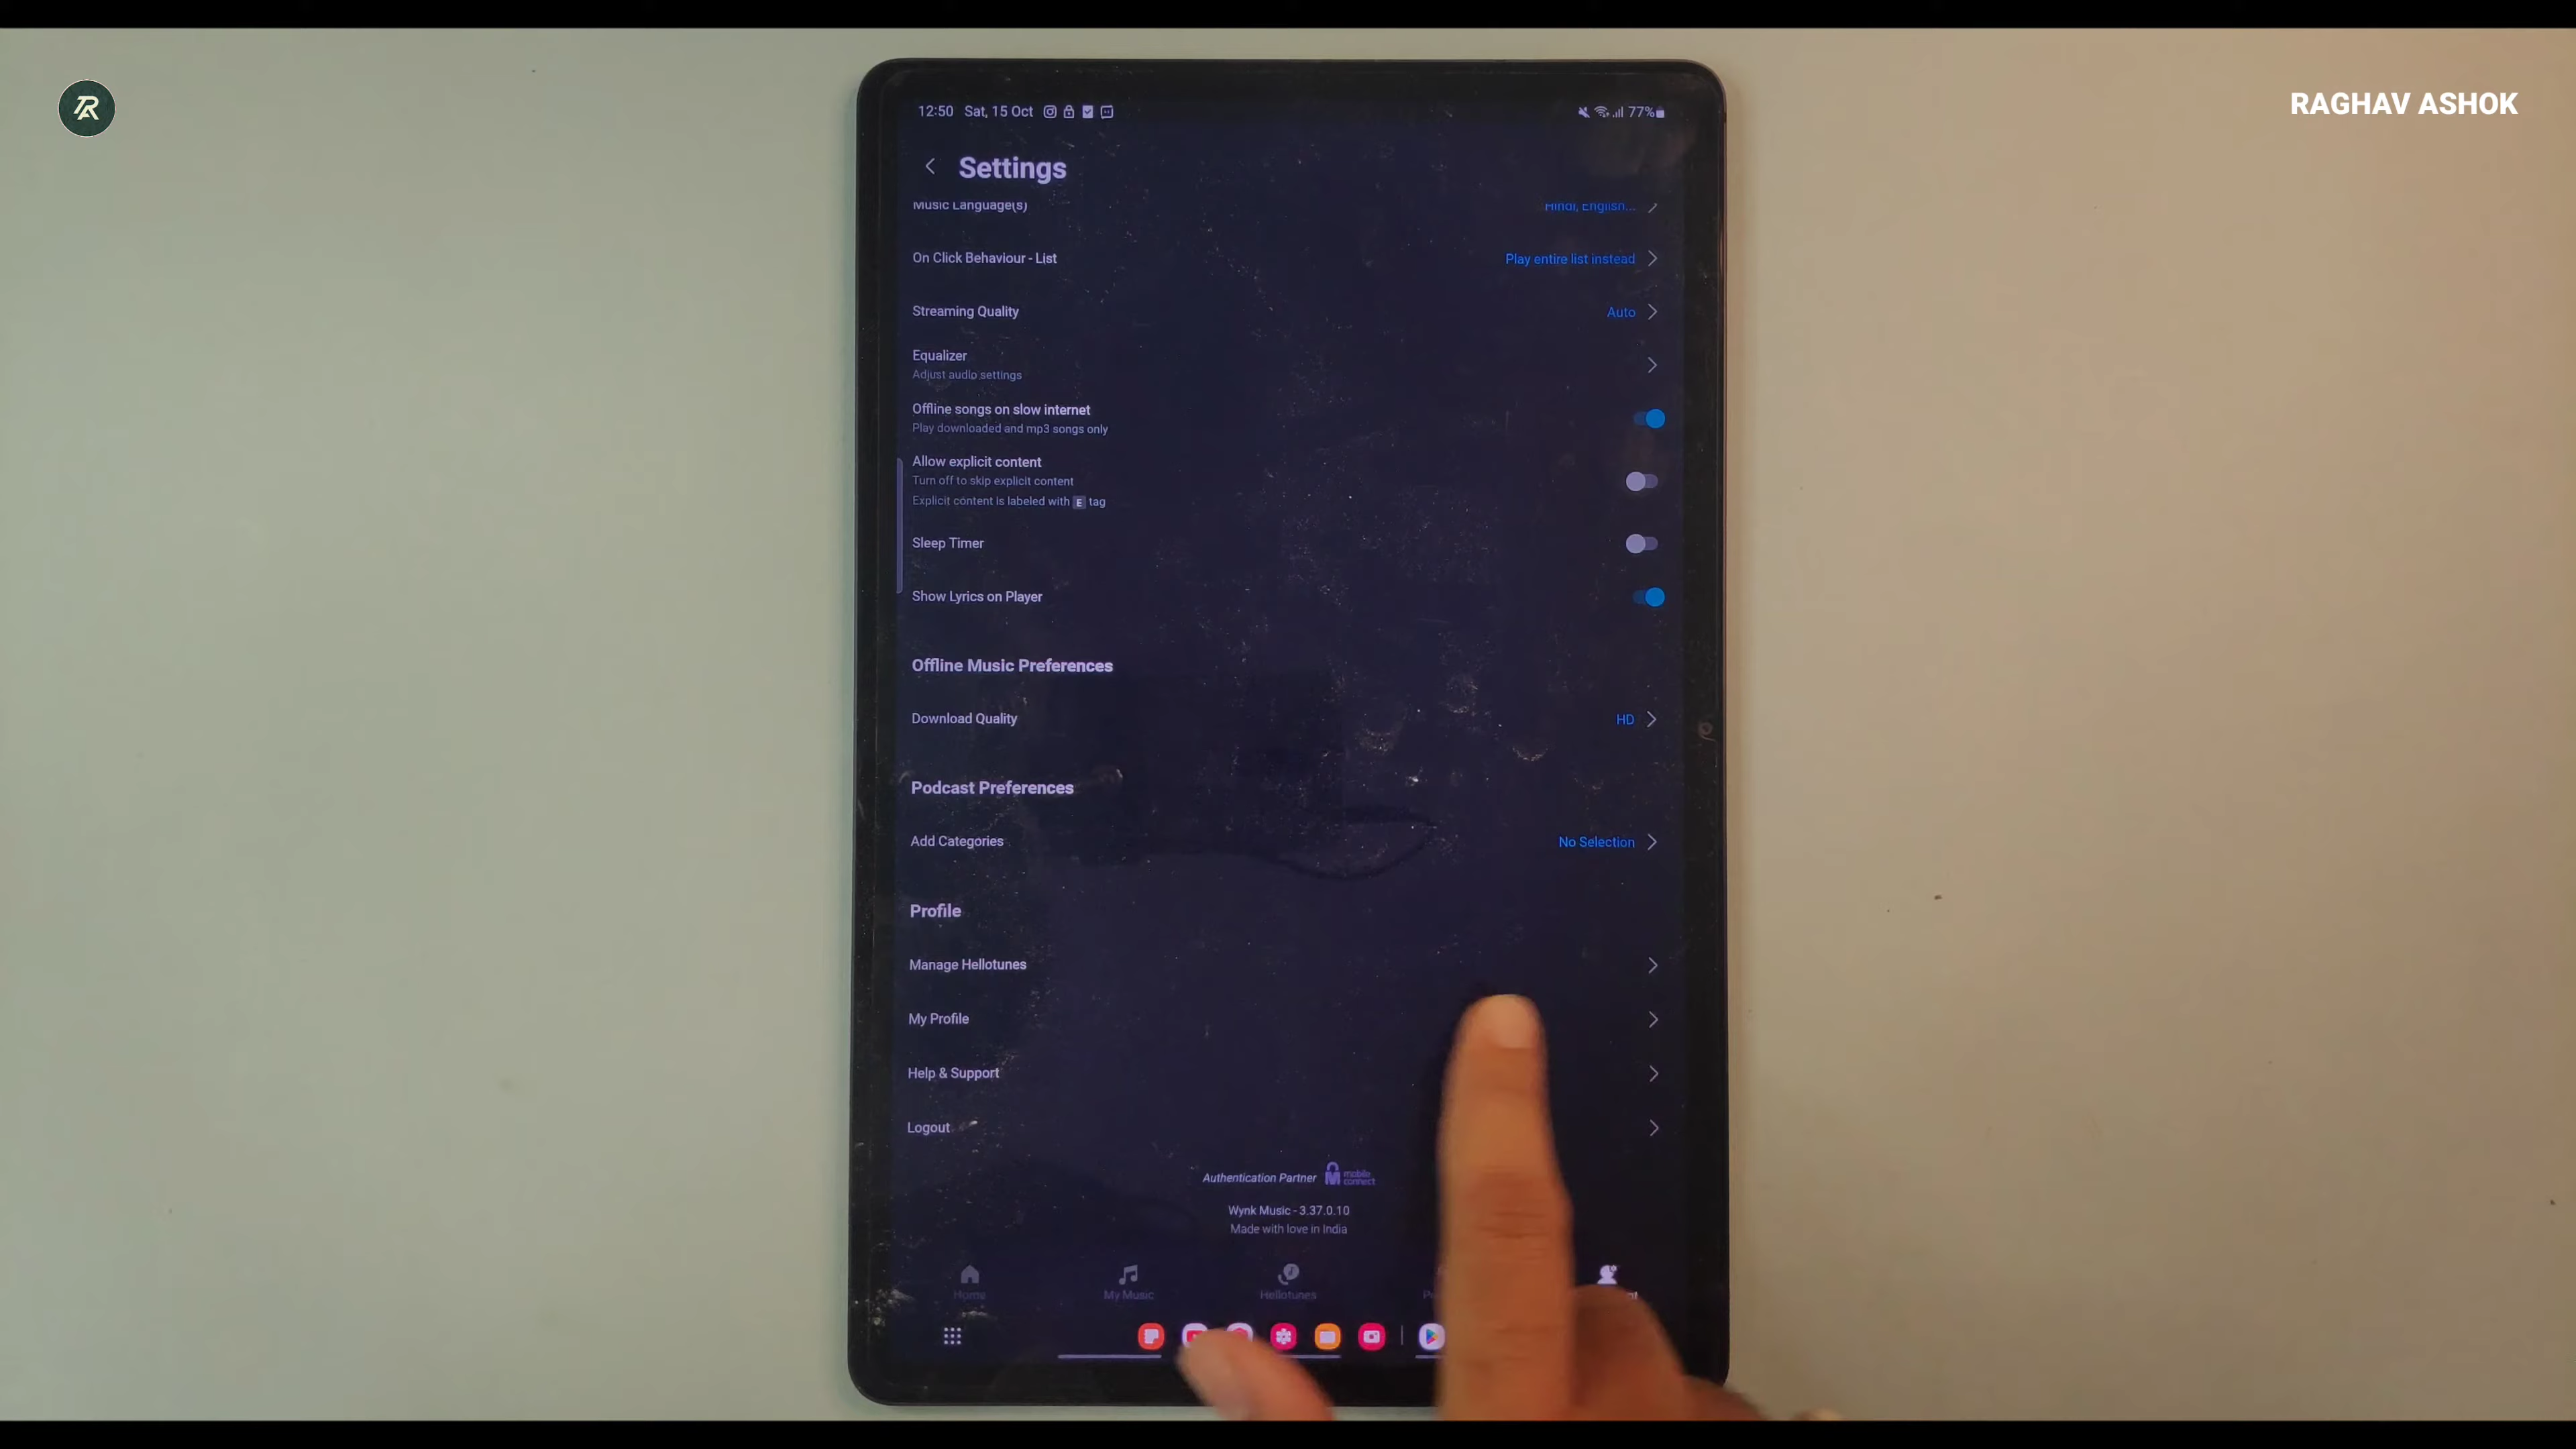 RAGHAV ASHOK
12:50 Sat, 15 Oct
77%
Settings
Music Language(s)
Hindi, English...
On Click Behaviour - List
Play entire list instead
Streaming Quality
Auto
Equalizer
Adjust audio settings
Offline songs on slow internet
Play downloaded and mp3 songs only
Allow explicit content
Turn off to skip explicit content
Explicit content is labeled with E tag
Sleep Timer
Show Lyrics on Player
Offline Music Preferences
Download Quality
HD
Podcast Preferences
Add Categories
No Selection
Profile
Manage Hellotunes
My Profile
Help & Support
Logout
Authentication Partner
mobile
connect
Wynk Music - 3.37.0.10
Made with love in India
Home
My Music
Hellotunes